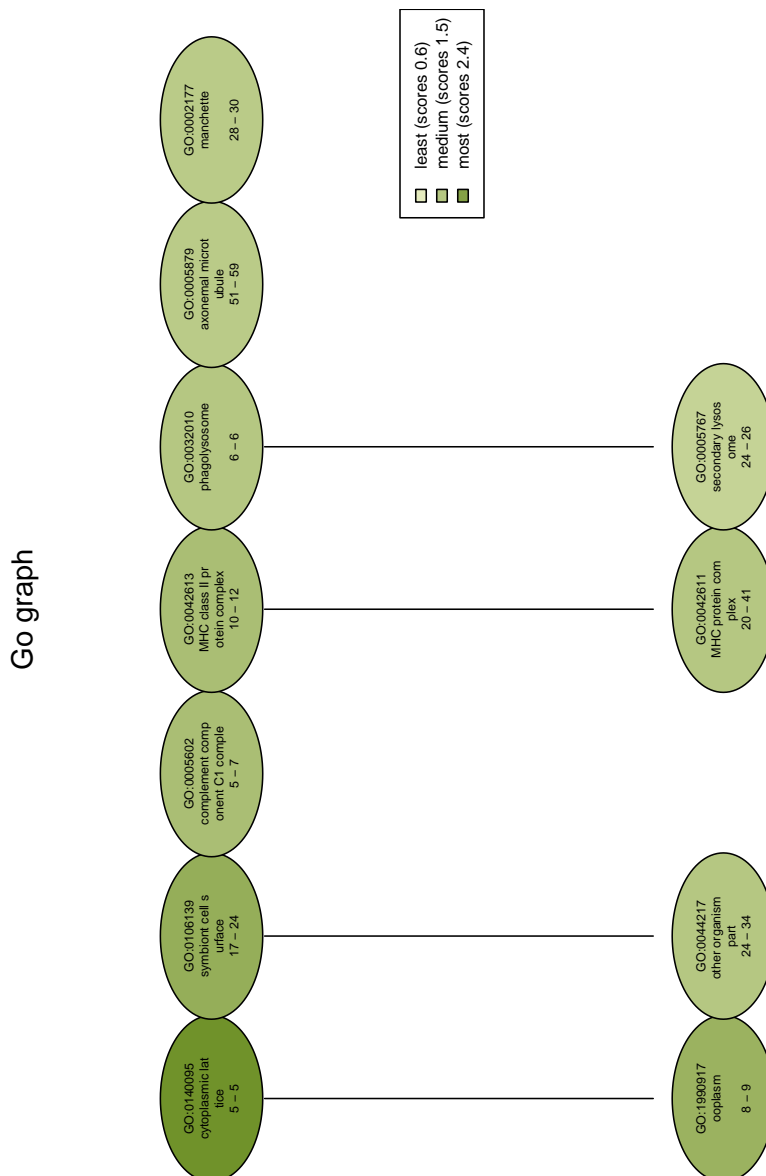 Go graph
GO:0140095
cytoplasmic lat
tice
5 – 5
GO:0106139
symbiont cell s
urface
17 – 24
GO:0005602
complement comp
onent C1 comple
5 – 7
GO:0042613
MHC class II pr
otein complex
10 – 12
GO:0032010
phagolysosome
6 – 6
GO:0005879
axonemal microt
ubule
51 – 59
GO:0002177
manchette
28 – 30
least (scores 0.6)
medium (scores 1.5)
most (scores 2.4)
GO:1990917
ooplasm
8 – 9
GO:0044217
other organism
part
24 – 34
GO:0042611
MHC protein com
plex
20 – 41
GO:0005767
secondary lysos
ome
24 – 26